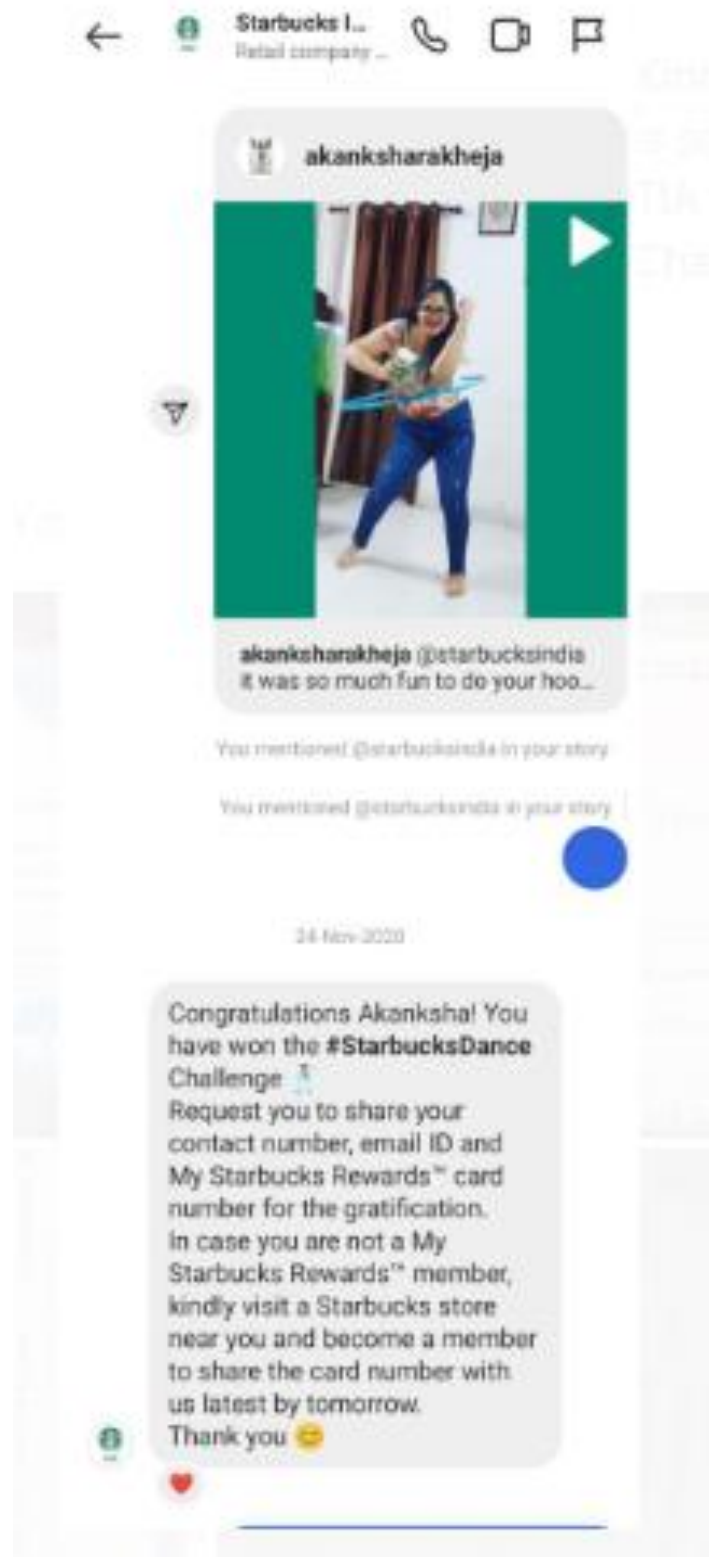 Starbucks I...
Retail company ...
akanksharakheja
akanksharakheja @starbucksindia
it was so much fun to do your hoo...
You mentioned @starbucksindia in your story
You mentioned @starbucksindia in your story
24 Nov 2020
Congratulations Akanksha! You
have won the #StarbucksDance
Challenge
Request you to share your
contact number, email ID and
My Starbucks Rewards™ card
number for the gratification.
In case you are not a My
Starbucks Rewards™ member,
kindly visit a Starbucks store
near you and become a member
to share the card number with
us latest by tomorrow.
Thank you 😊